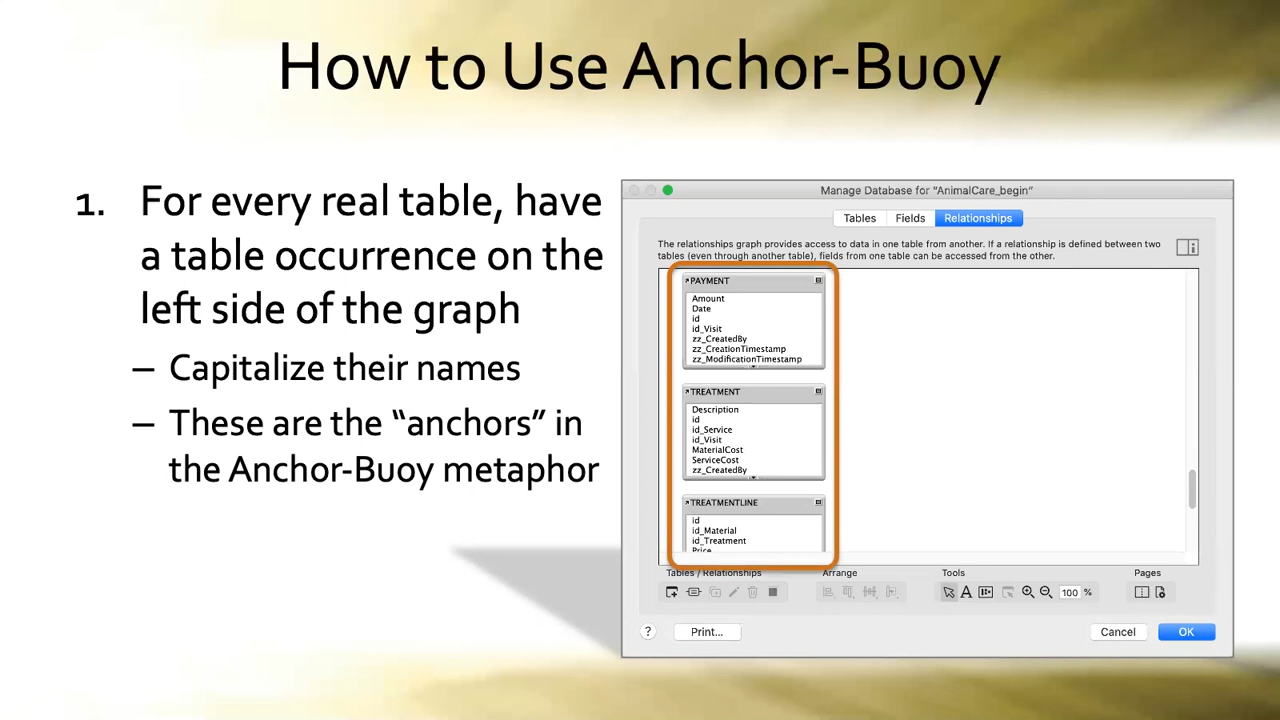 How to Use Anchor-Buoy
1. For every real table, have
a table occurrence on the
left side of the graph
– Capitalize their names
– These are the “anchors” in
the Anchor-Buoy metaphor
Manage Database for “AnimalCare_begin”
Tables Fields Relationships
The relationships graph provides access to data in one table from another. If a relationship is defined between two
tables (even through another table), fields from one table can be accessed from the other.
PAYMENT
Amount
Date
id
id_Visit
zz_CreatedBy
zz_CreationTimestamp
zz_ModificationTimestamp
TREATMENT
Description
id
id_Service
id_Visit
MaterialCost
ServiceCost
zz_CreatedBy
TREATMENTLINE
id
id_Material
id_Treatment
Price
Tables / Relationships Arrange Tools Pages
A 100 %
? Print... Cancel OK